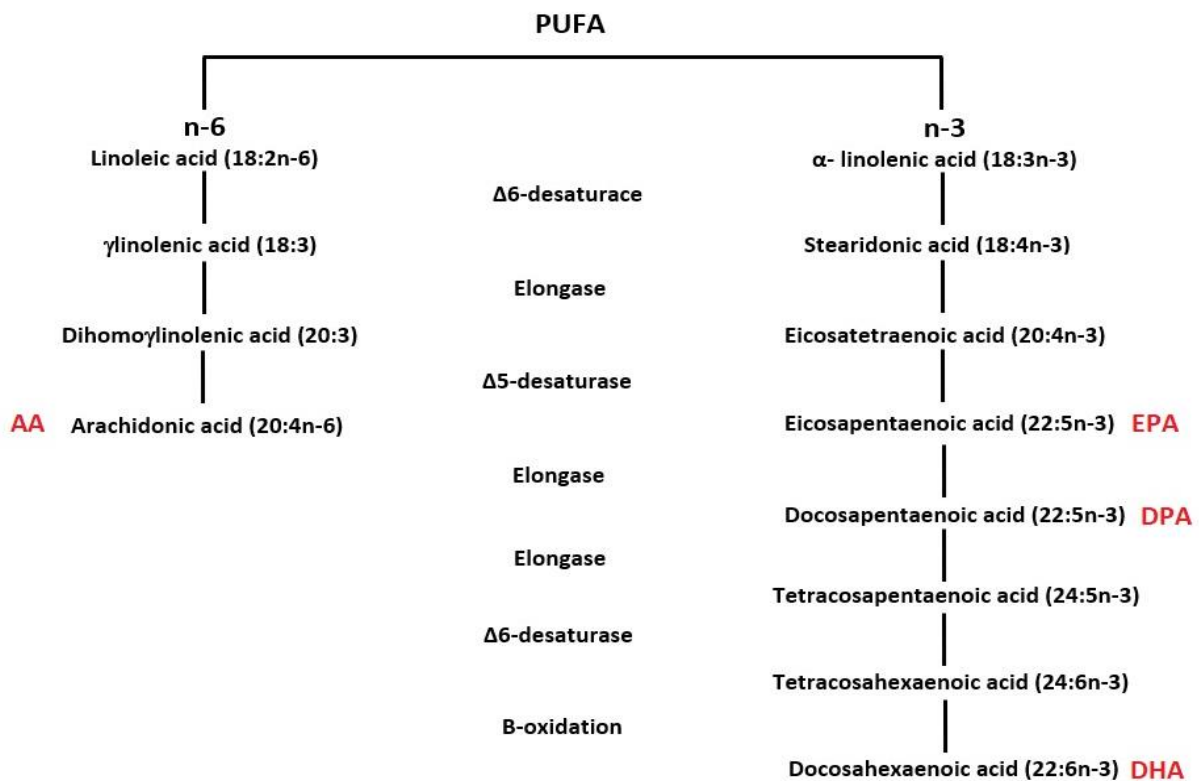 PUFA
n-6
n-3
Linoleic acid (18:2n-6)
α- linolenic acid (18:3n-3)
Δ6-desaturace
γlinolenic acid (18:3)
Stearidonic acid (18:4n-3)
Elongase
Dihomoγlinolenic acid (20:3)
Eicosatetraenoic acid (20:4n-3)
Δ5-desaturase
AA Arachidonic acid (20:4n-6)
Eicosapentaenoic acid (22:5n-3) EPA
Elongase
Docosapentaenoic acid (22:5n-3) DPA
Elongase
Tetracosapentaenoic acid (24:5n-3)
Δ6-desaturase
Tetracosahexaenoic acid (24:6n-3)
B-oxidation
Docosahexaenoic acid (22:6n-3) DHA